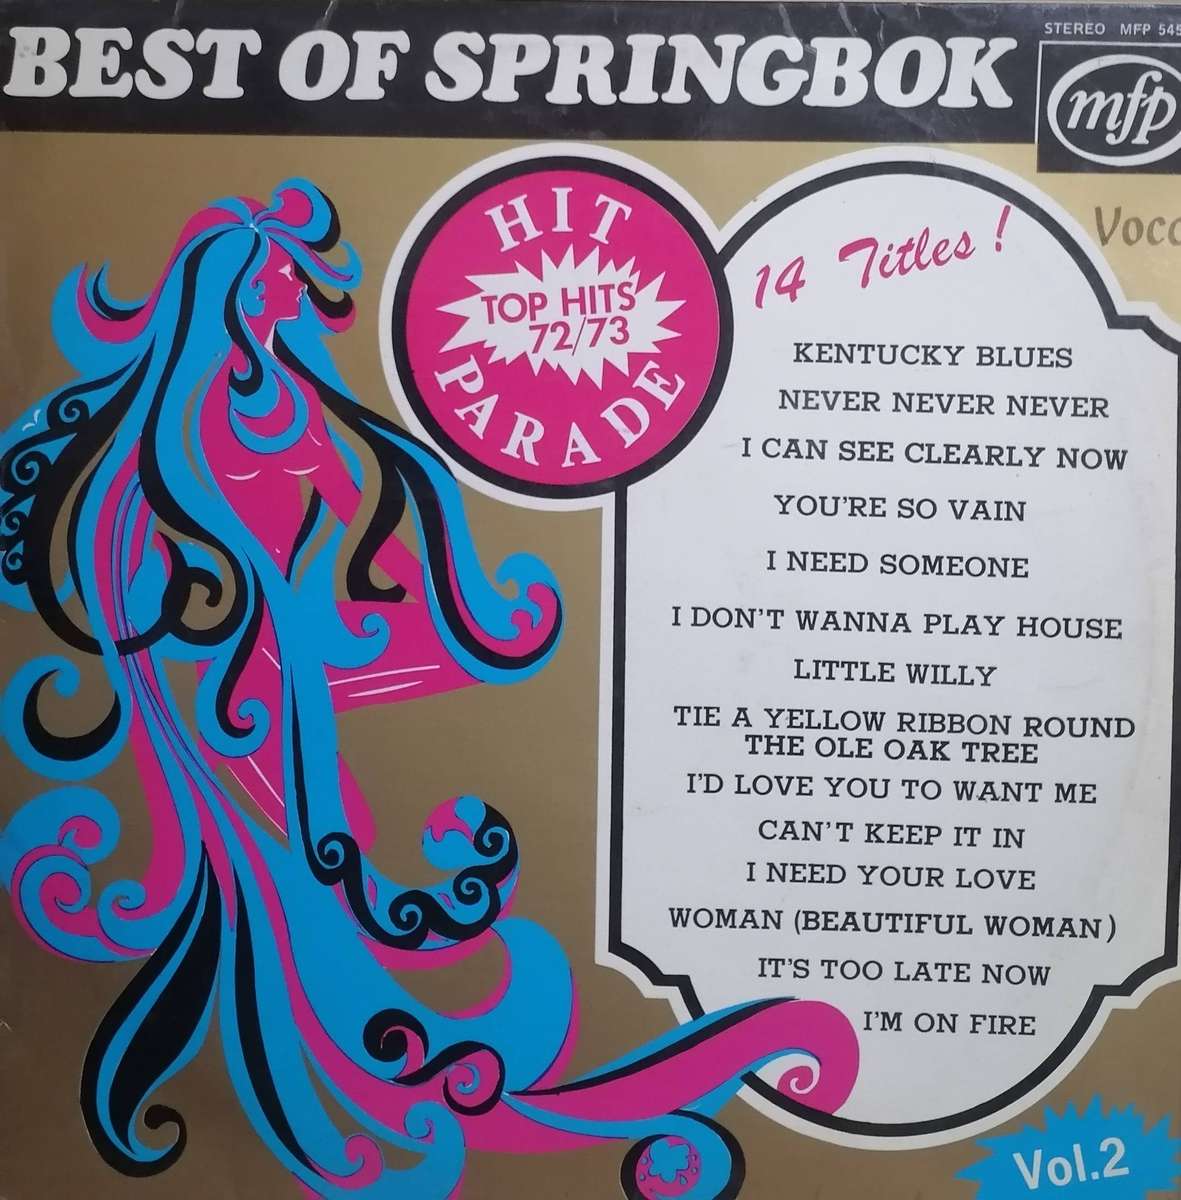 BEST OF SPRINGBOK
STEREO MFP 545
mfp
HIT
TOP HITS
72/73
PARADE
14 Titles!
KENTUCKY BLUES
NEVER NEVER NEVER
I CAN SEE CLEARLY NOW
YOU'RE SO VAIN
I NEED SOMEONE
I DON'T WANNA PLAY HOUSE
LITTLE WILLY
TIE A YELLOW RIBBON ROUND
THE OLE OAK TREE
I'D LOVE YOU TO WANT ME
CAN'T KEEP IT IN
I NEED YOUR LOVE
WOMAN (BEAUTIFUL WOMAN)
IT'S TOO LATE NOW
I'M ON FIRE
Vol.2